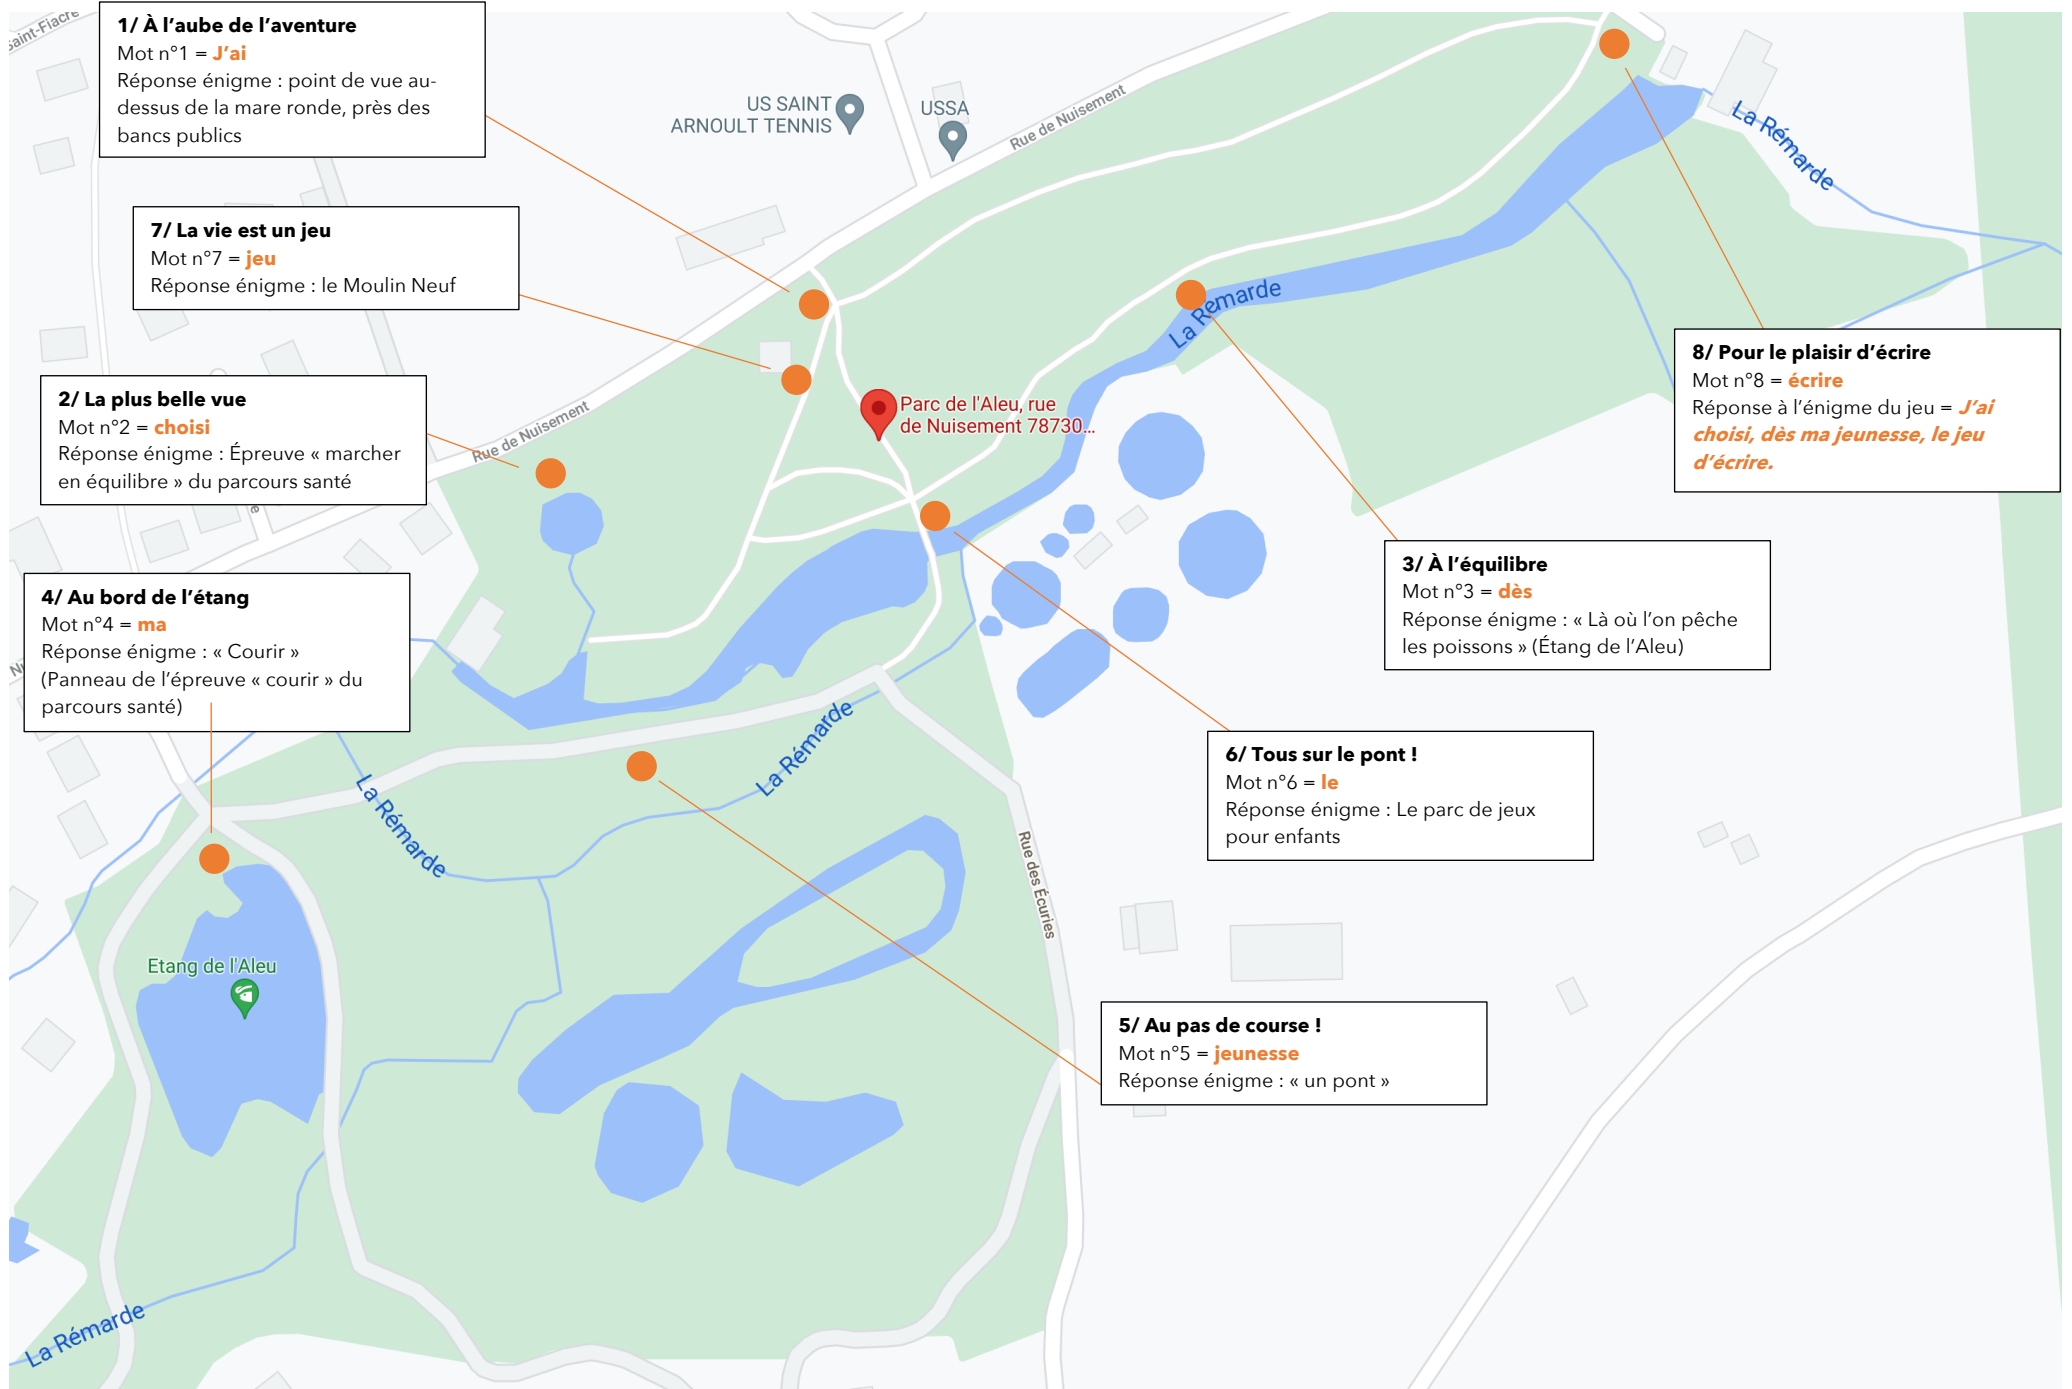 Saint-Fiacre
1/ À l’aube de l’aventure
Mot n°1 = J’ai
Réponse énigme : point de vue au-
dessus de la mare ronde, près des
bancs publics
US SAINT
ARNOULT TENNIS
USSA
Rue de Nuisement
La Rémarde
7/ La vie est un jeu
Mot n°7 = jeu
Réponse énigme : le Moulin Neuf
La Rémarde
8/ Pour le plaisir d’écrire
Mot n°8 = écrire
Réponse à l’énigme du jeu = J’ai
choisi, dès ma jeunesse, le jeu
d’écrire.
2/ La plus belle vue
Mot n°2 = choisi
Réponse énigme : Épreuve « marcher
en équilibre » du parcours santé
Rue de Nuisement
Parc de l'Aleu, rue
de Nuisement 78730...
3/ À l’équilibre
Mot n°3 = dès
Réponse énigme : « Là où l’on pêche
les poissons » (Étang de l’Aleu)
4/ Au bord de l’étang
Mot n°4 = ma
Réponse énigme : « Courir »
(Panneau de l’épreuve « courir » du
parcours santé)
La Rémarde
La Rémarde
6/ Tous sur le pont !
Mot n°6 = le
Réponse énigme : Le parc de jeux
pour enfants
Rue des Écuries
Etang de l'Aleu
5/ Au pas de course !
Mot n°5 = jeunesse
Réponse énigme : « un pont »
La Rémarde